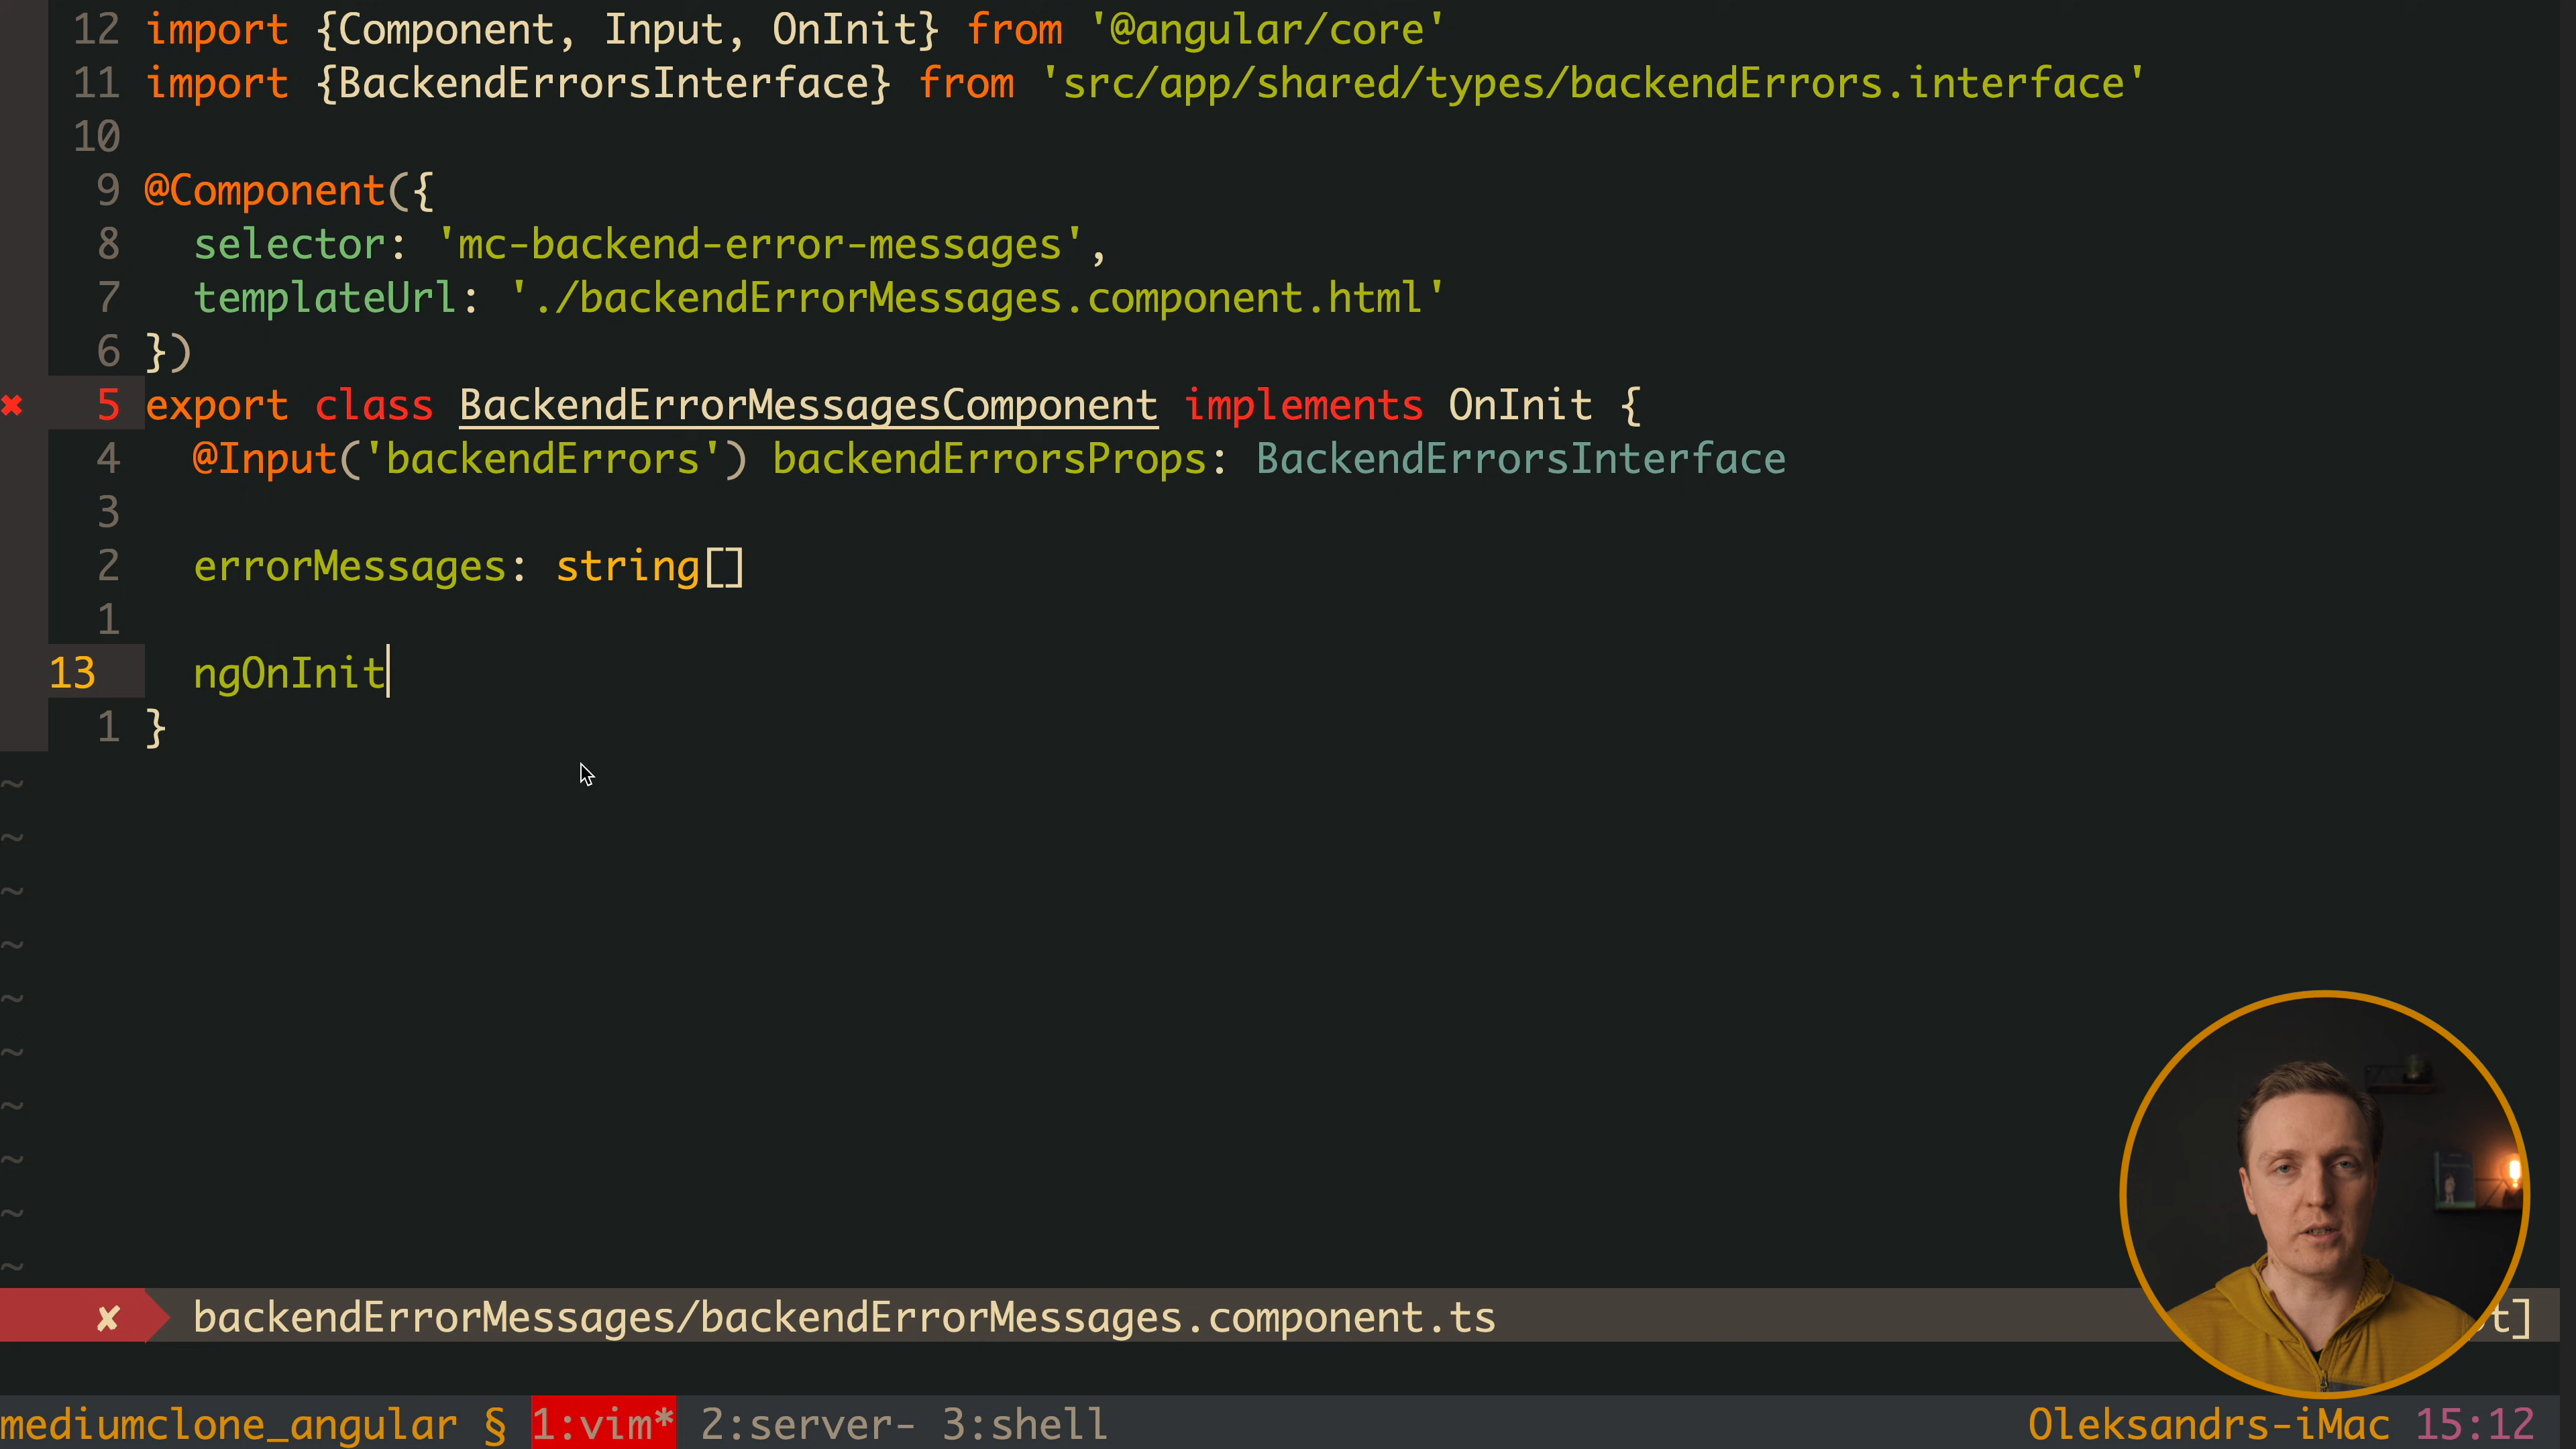 12 import {Component, Input, OnInit} from '@angular/core'
11 import {BackendErrorsInterface} from 'src/app/shared/types/backendErrors.interface'
10
9 @Component({
8   selector: 'mc-backend-error-messages',
7   templateUrl: './backendErrorMessages.component.html'
6 })
✖ 5 export class BackendErrorMessagesComponent implements OnInit {
4   @Input('backendErrors') backendErrorsProps: BackendErrorsInterface
3
2   errorMessages: string[]
1
13   ngOnInit
1 }
~
~
~
~
~
~
~
~
~
~
✘ backendErrorMessages/backendErrorMessages.component.ts t]
mediumclone_angular § 1:vim* 2:server- 3:shell Oleksandrs-iMac 15:12